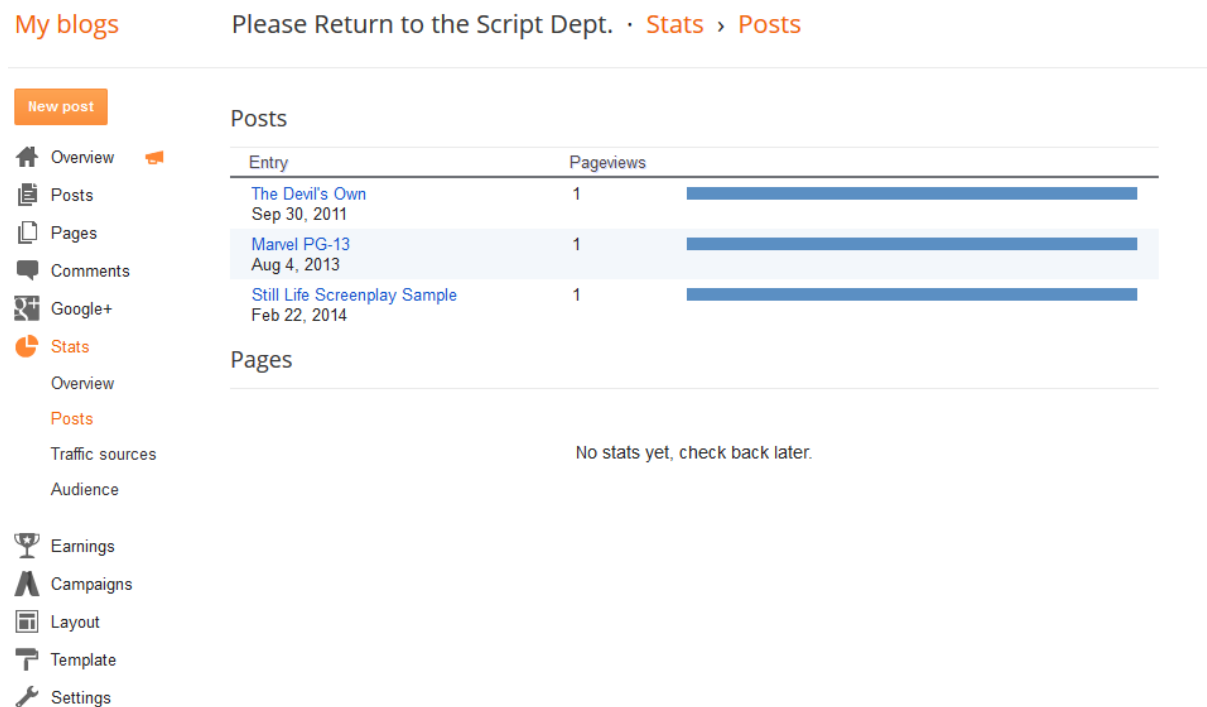 My blogs
Please Return to the Script Dept. · Stats › Posts
New post
Overview
Posts
Pages
Comments
Google+
Stats
Overview
Posts
Traffic sources
Audience
Earnings
Campaigns
Layout
Template
Settings
Posts
Entry Pageviews
The Devil's Own 1
Sep 30, 2011
Marvel PG-13 1
Aug 4, 2013
Still Life Screenplay Sample 1
Feb 22, 2014
Pages
No stats yet, check back later.